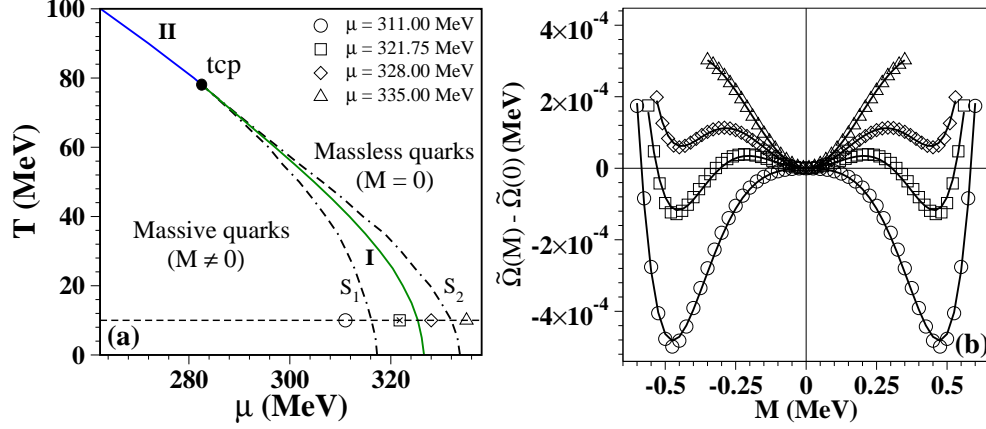 100
80
60
40
20
0
T (MeV)
II
tcp
μ = 311.00 MeV
μ = 321.75 MeV
μ = 328.00 MeV
μ = 335.00 MeV
Massless quarks
(M = 0)
Massive quarks
(M ≠ 0)
I
S₁
S₂
(a)
280 300 320
μ (MeV)
4×10⁻⁴
2×10⁻⁴
0
-2×10⁻⁴
-4×10⁻⁴
Ω̃(M) - Ω̃(0) (MeV)
(b)
-0.5 -0.25 0 0.25 0.5
M (MeV)